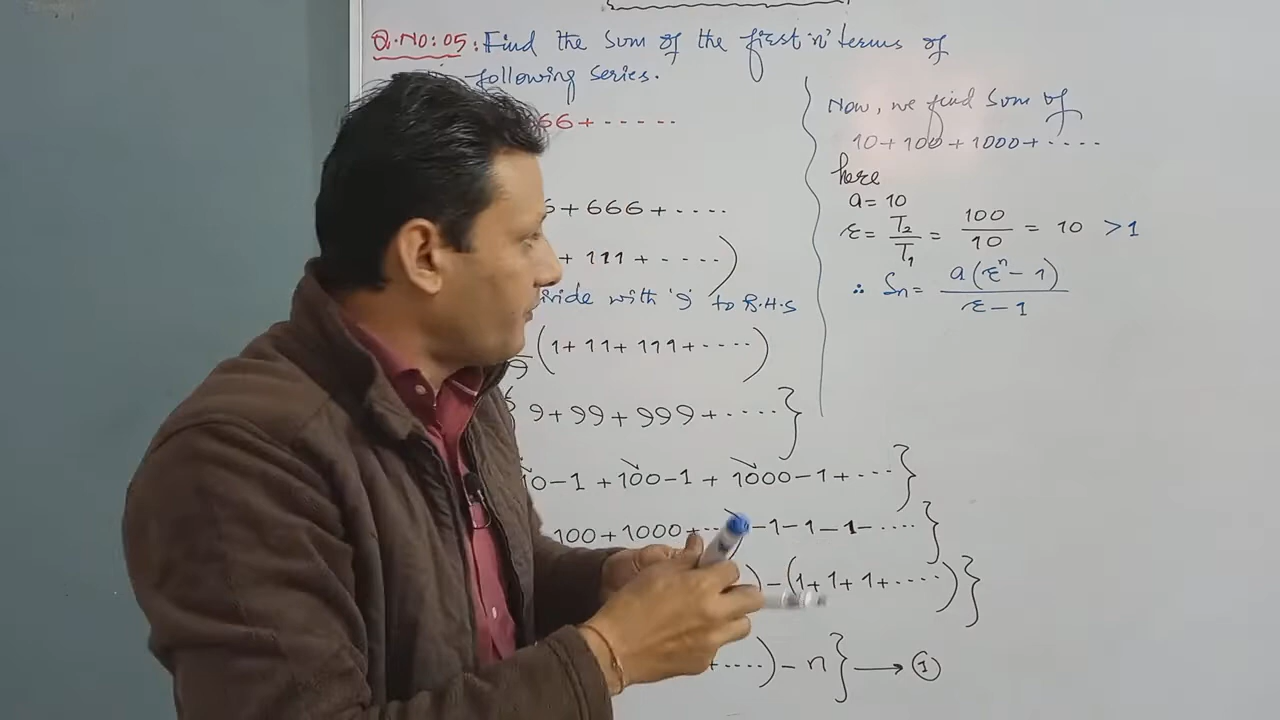 Q.NO:05: Find the sum of the first 'n' terms of
following series.
66+-----
6+666+....
+ 111 + -----)
ivide with '9' to R.H.S
9 (1+11+111+.....)
9+99+999+.....}
10-1 +100-1 + 1000-1+....}
100+1000+...)-1-1-1-.....}
)-(1+1+1+.....)}
+....)-n} → ①
Now, we find sum of
10+100+1000+....
here
a= 10
r= T₂/T₁ = 100/10 = 10 >1
∴ Sn= a(rⁿ-1)/r-1